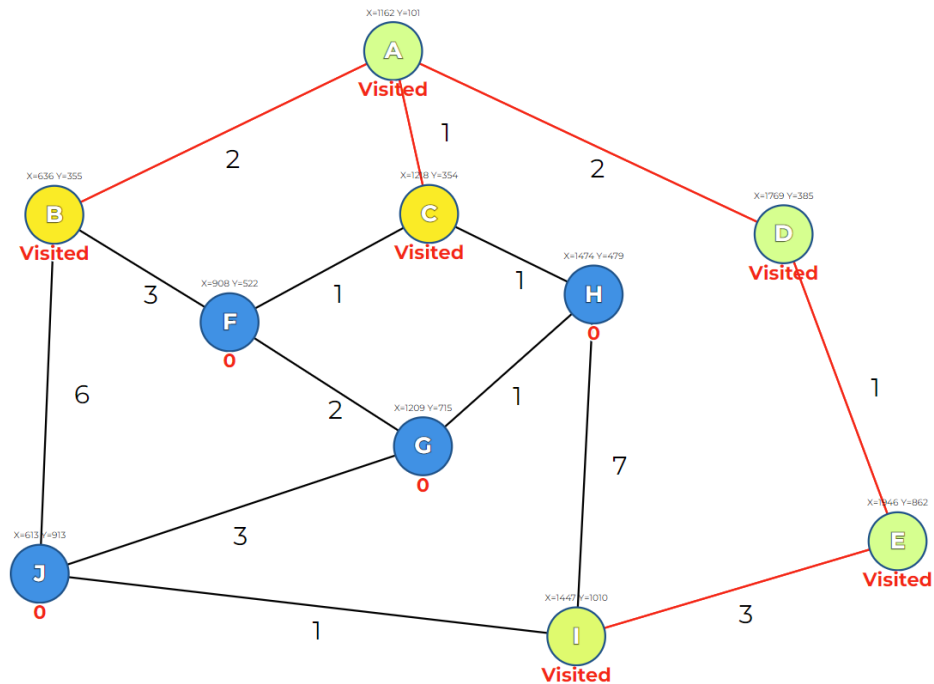 X=1162 Y=101
A
Visited
1
2
2
X=636 Y=355
B
Visited
X=1218 Y=354
C
Visited
X=1769 Y=385
D
Visited
X=1474 Y=479
H
0
1
X=908 Y=522
F
0
3
1
6
2
1
1
X=1209 Y=715
G
0
7
X=1946 Y=862
E
Visited
3
X=613 Y=913
J
0
1
X=1447 Y=1010
I
Visited
3